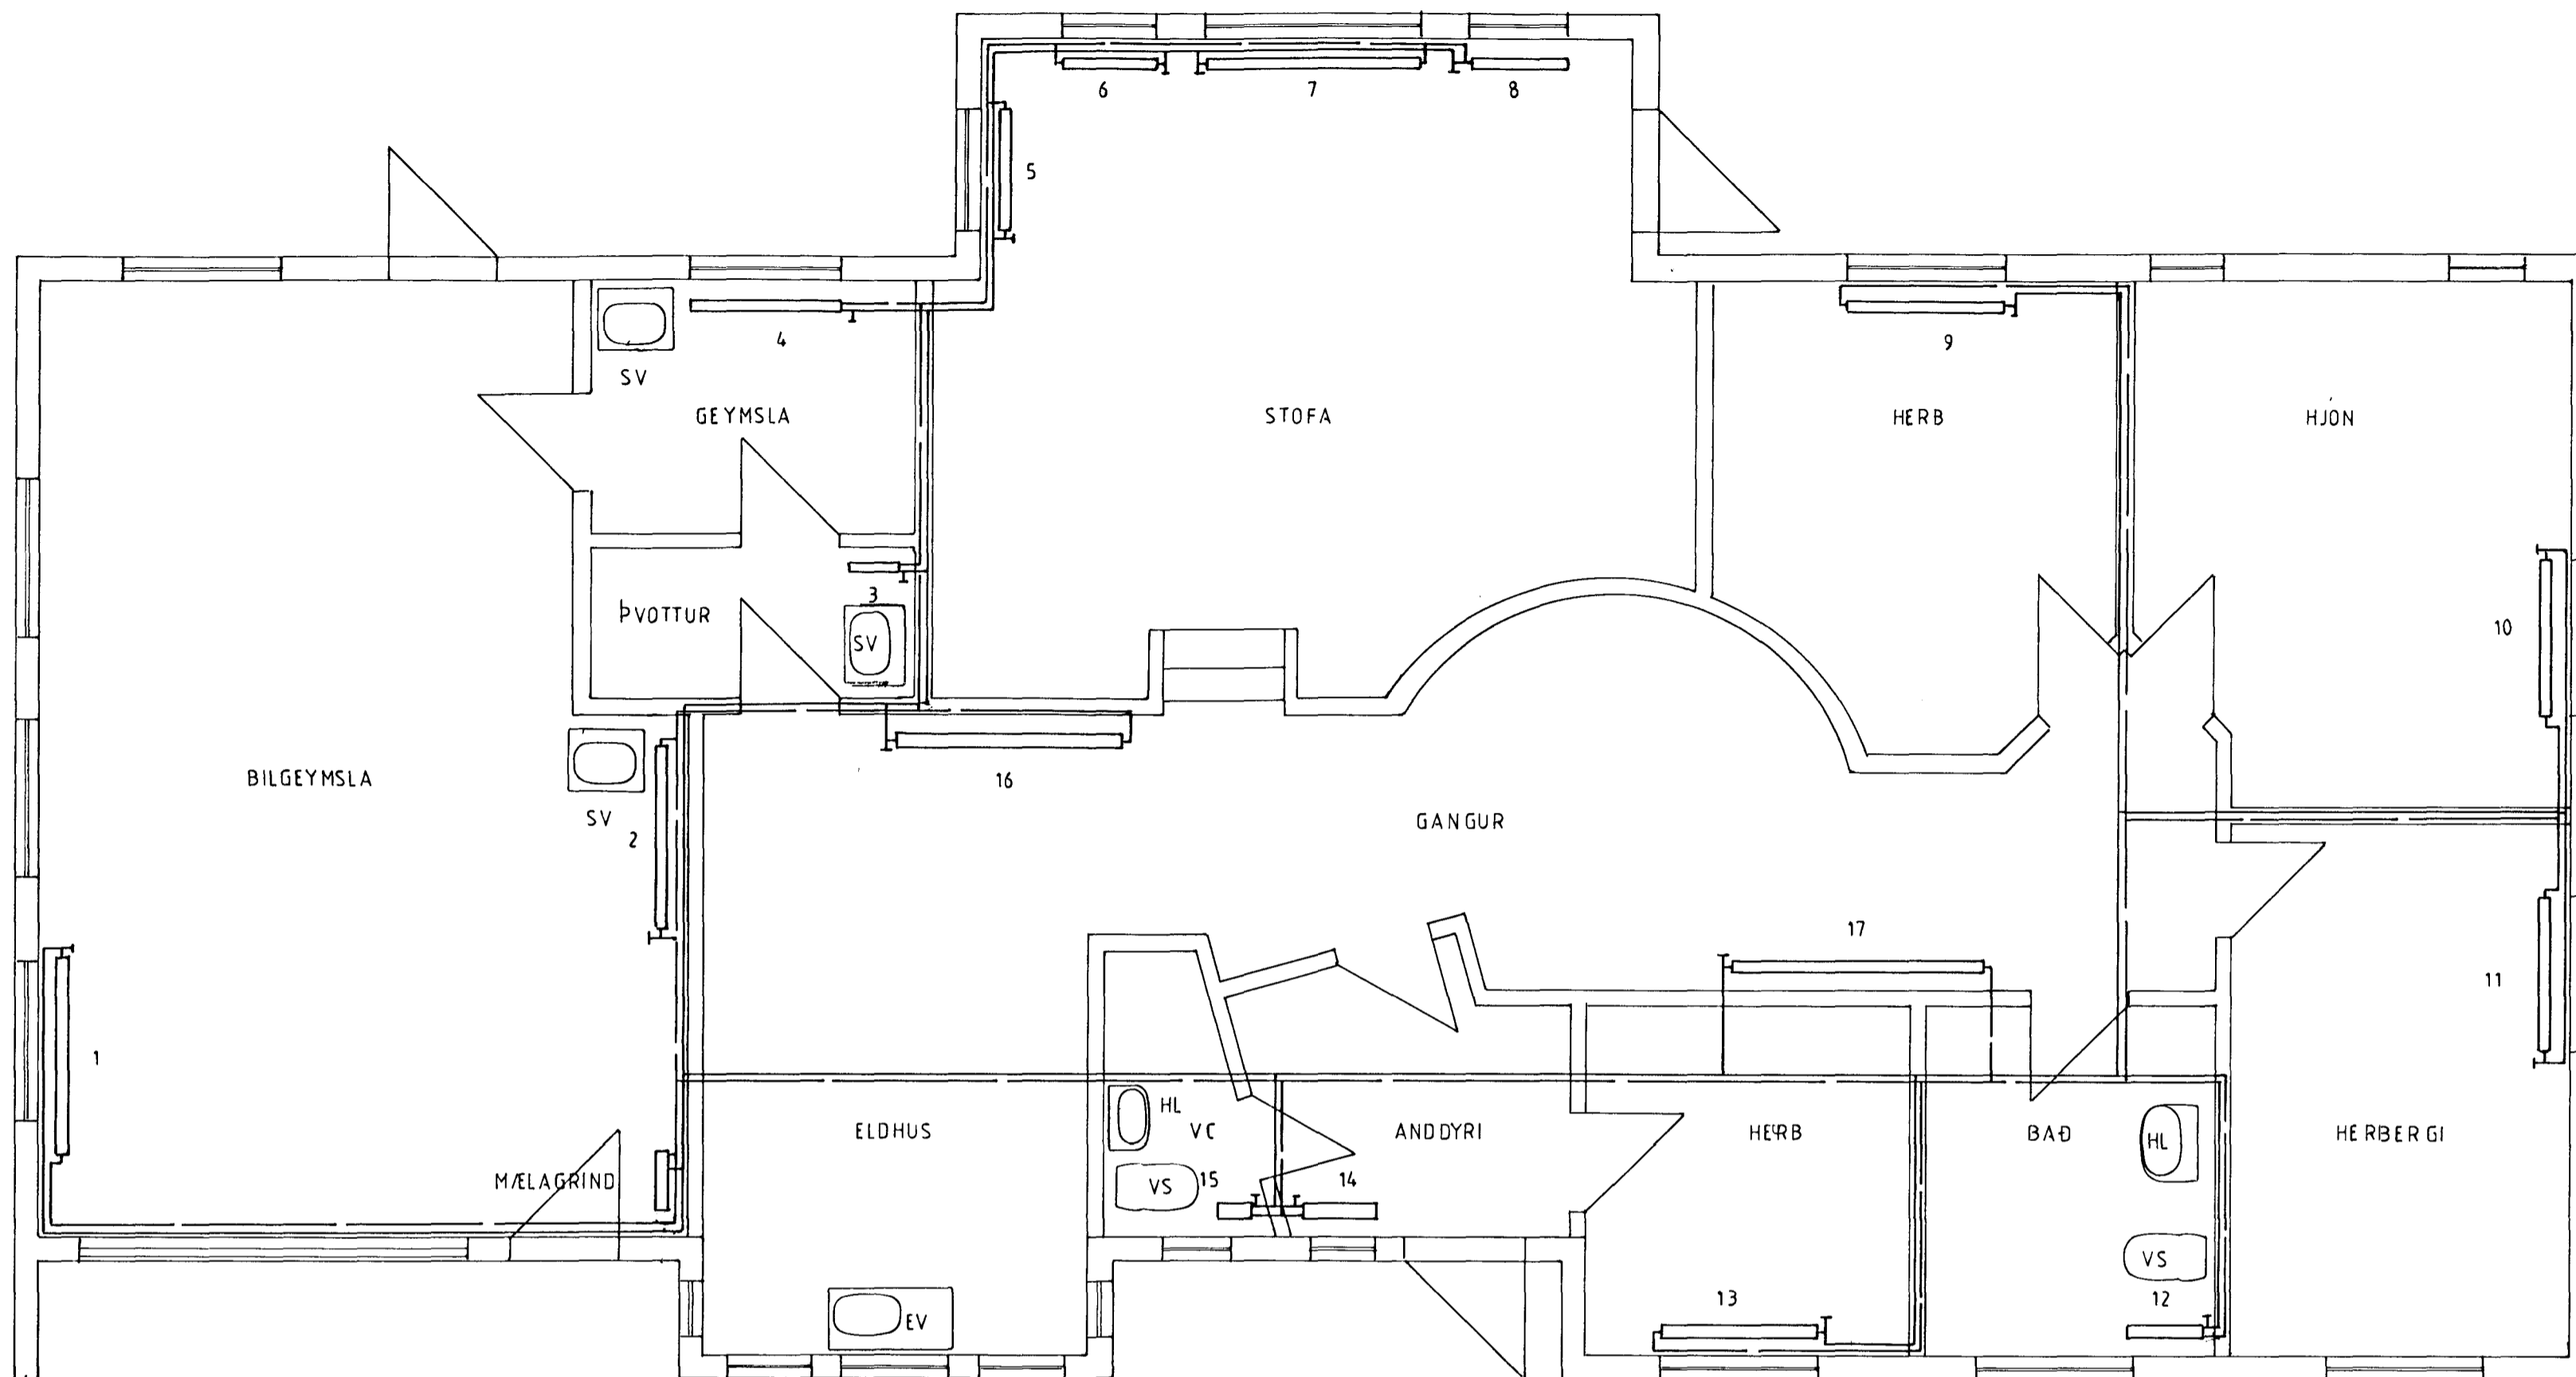 6
7
8
5
4
9
SV
GEYMSLA
STOFA
HERB
HJÓN
3
ÞVOTTUR
SV
10
BILGEYMSLA
16
SV
2
GANGUR
17
11
1
HL
VC
ELDHUS
ANDDYRI
HERB
BAÐ
HL
HERBERGI
MÆLAGRIND
VS
15
14
VS
13
12
EV